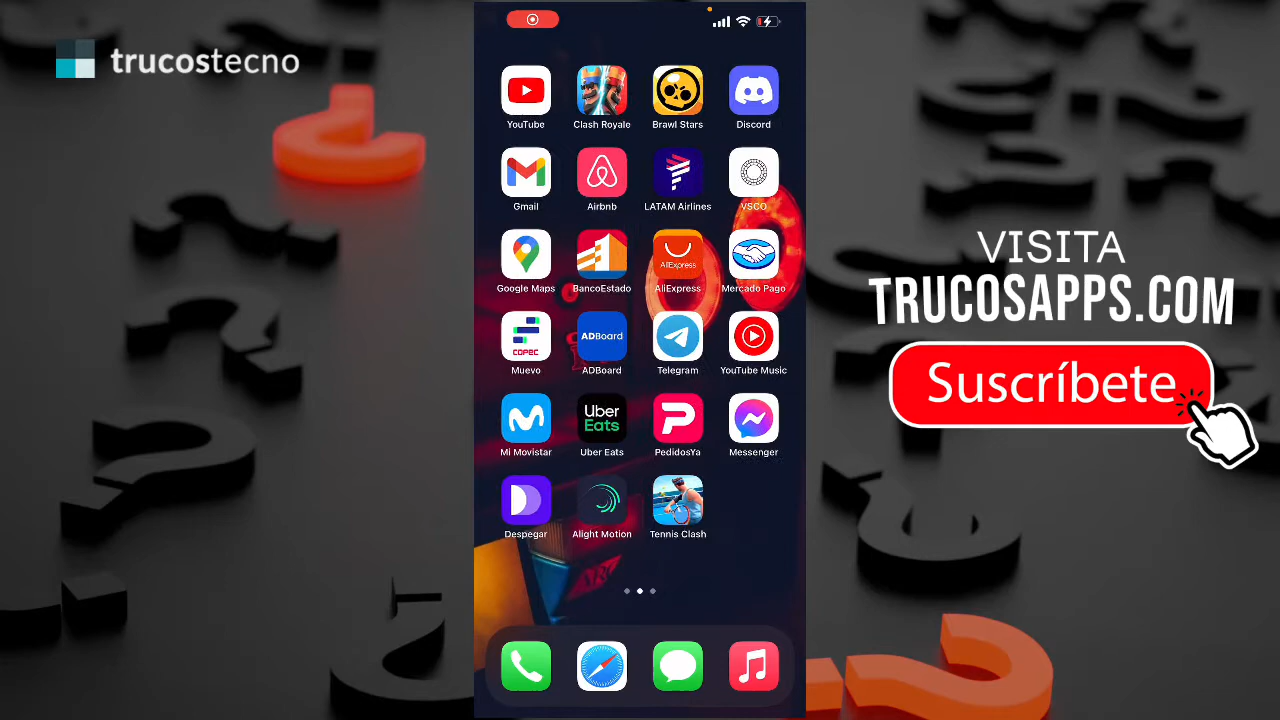 trucostecno
YouTube
Clash Royale
Brawl Stars
Discord
Gmail
Airbnb
LATAM Airlines
VSCO
Google Maps
BancoEstado
AliExpress
AliExpress
Mercado Pago
COPEC
Muevo
ADBoard
ADBoard
Telegram
YouTube Music
Mi Movistar
Uber
Eats
Uber Eats
PedidosYa
Messenger
Despegar
Alight Motion
Tennis Clash
VISITA
TRUCOSAPPS.COM
Suscríbete